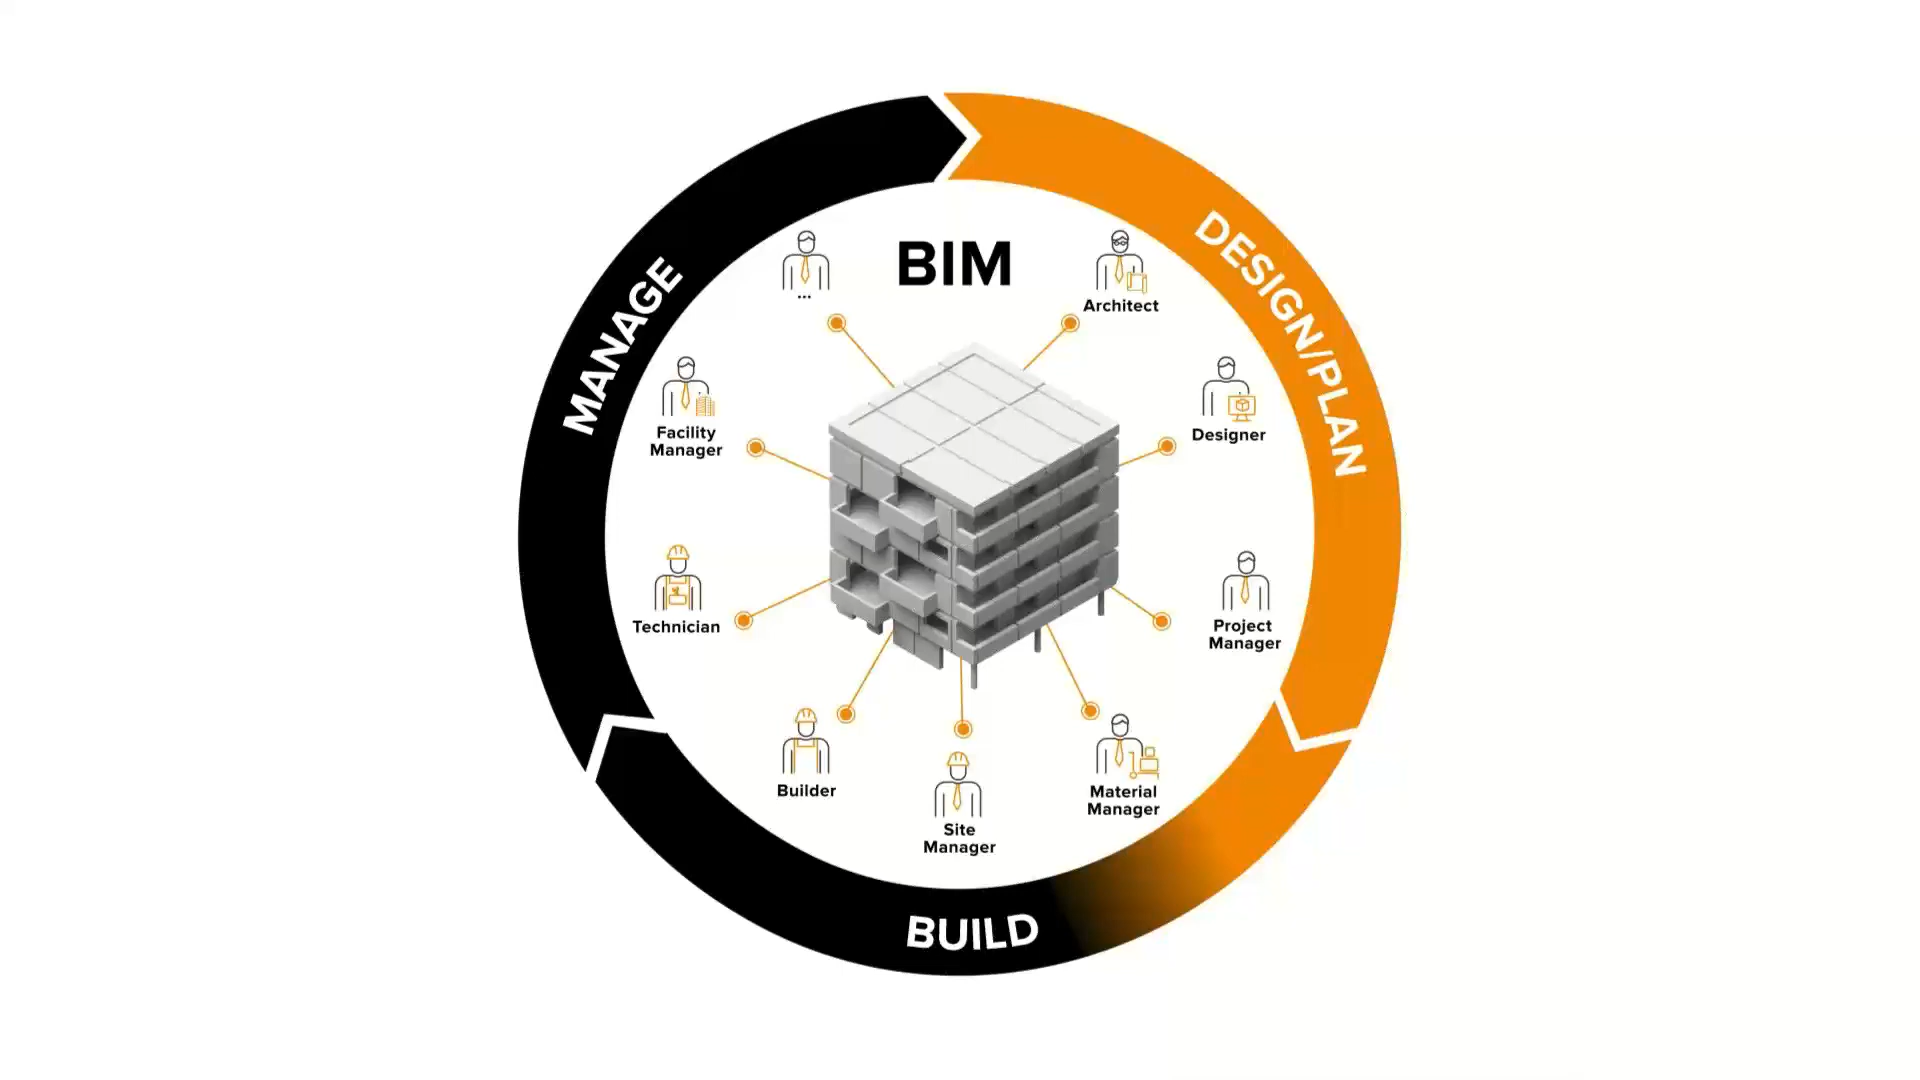 BIM
...
Architect
DESIGN/PLAN
MANAGE
Facility
Manager
Designer
Technician
Project
Manager
Builder
Material
Manager
Site
Manager
BUILD